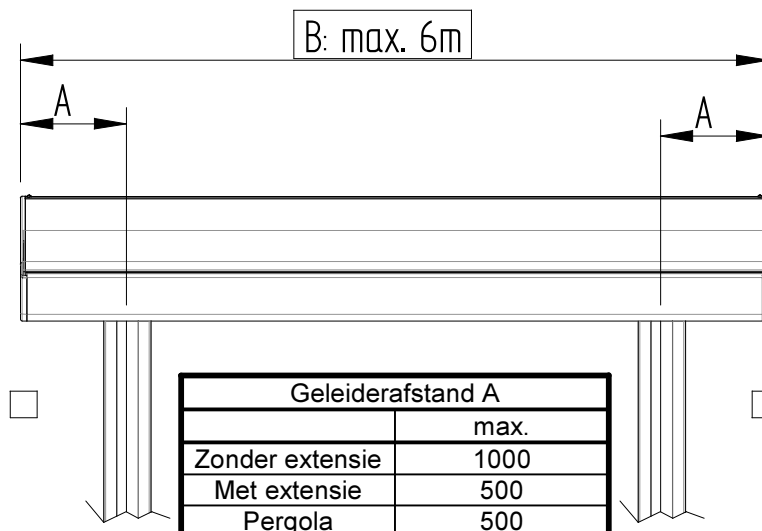 B: max. 6m
A
A
Geleiderafstand A
max.
Zonder extensie 1000
Met extensie 500
Pergola 500